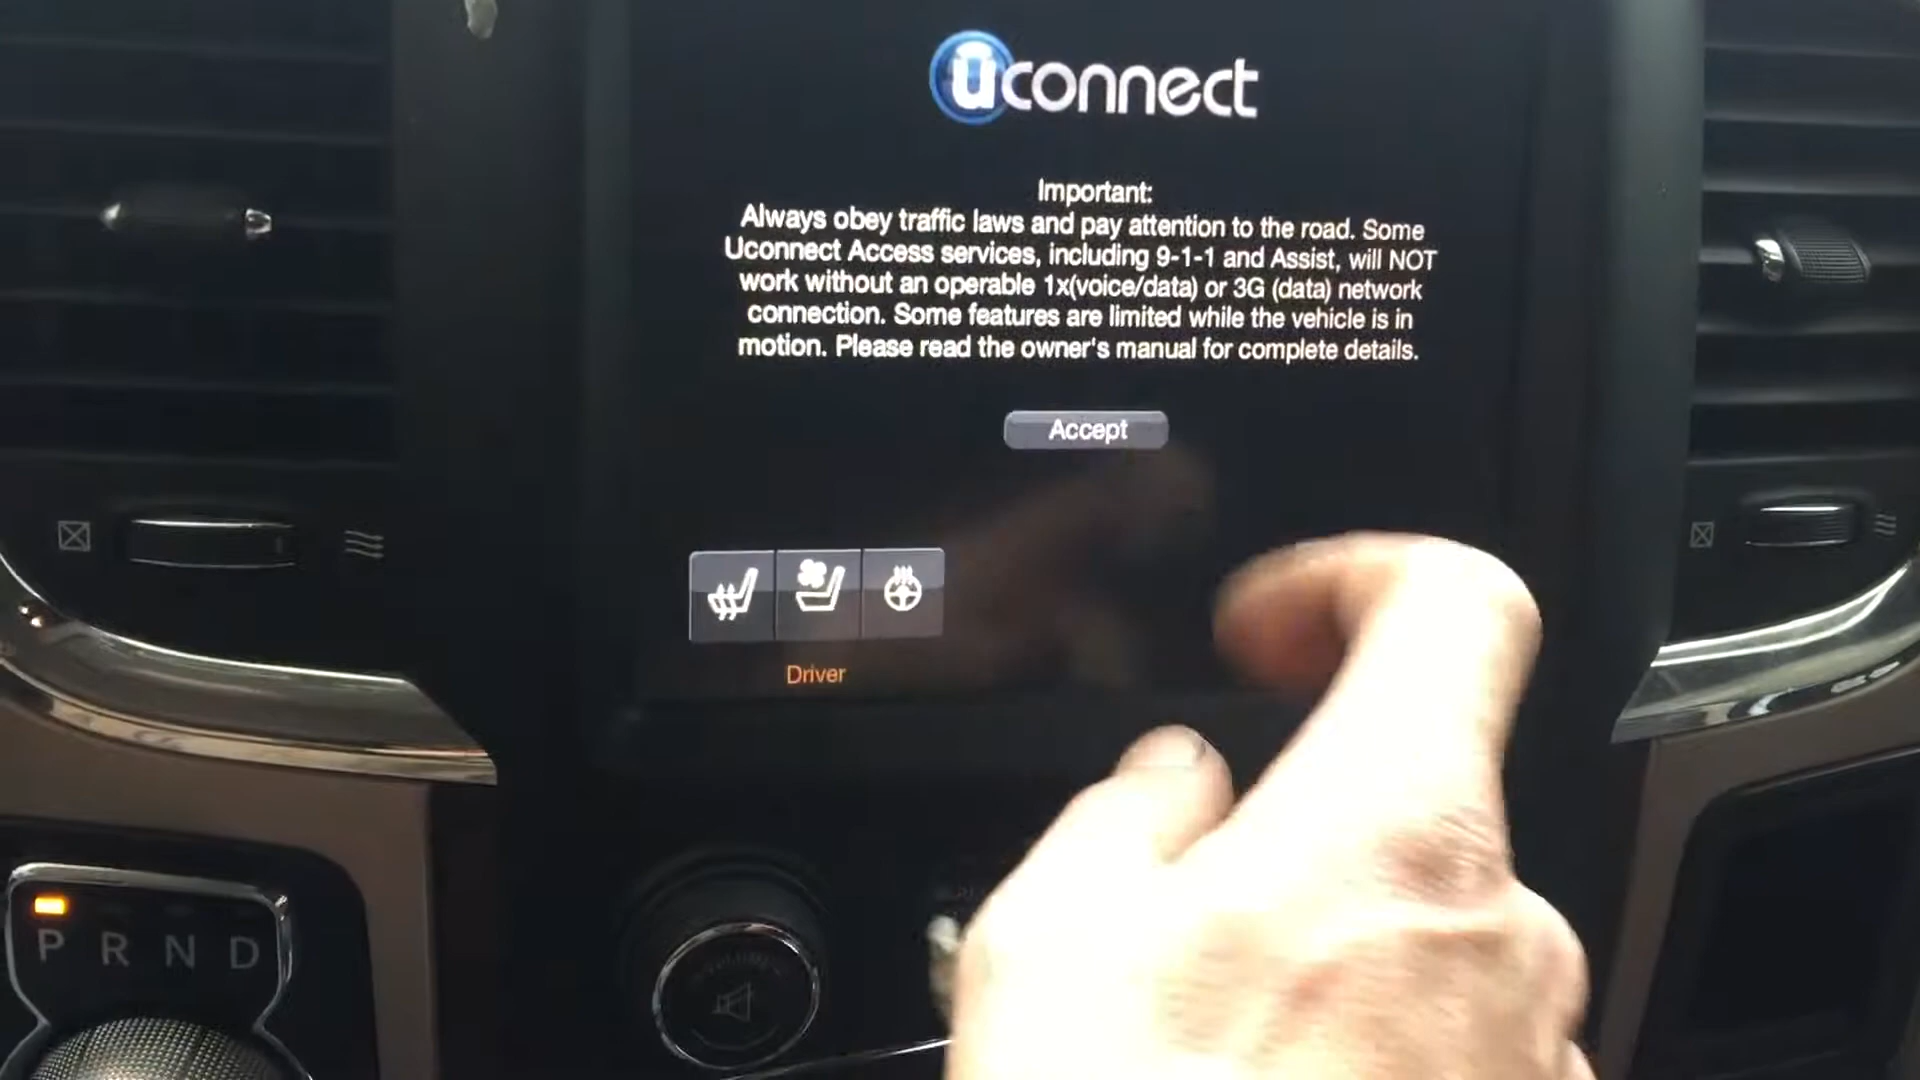 ūconnect
Important:
Always obey traffic laws and pay attention to the road. Some
Uconnect Access services, including 9-1-1 and Assist, will NOT
work without an operable 1x(voice/data) or 3G (data) network
connection. Some features are limited while the vehicle is in
motion. Please read the owner's manual for complete details.
Accept
Driver
P R N D
VOLUME